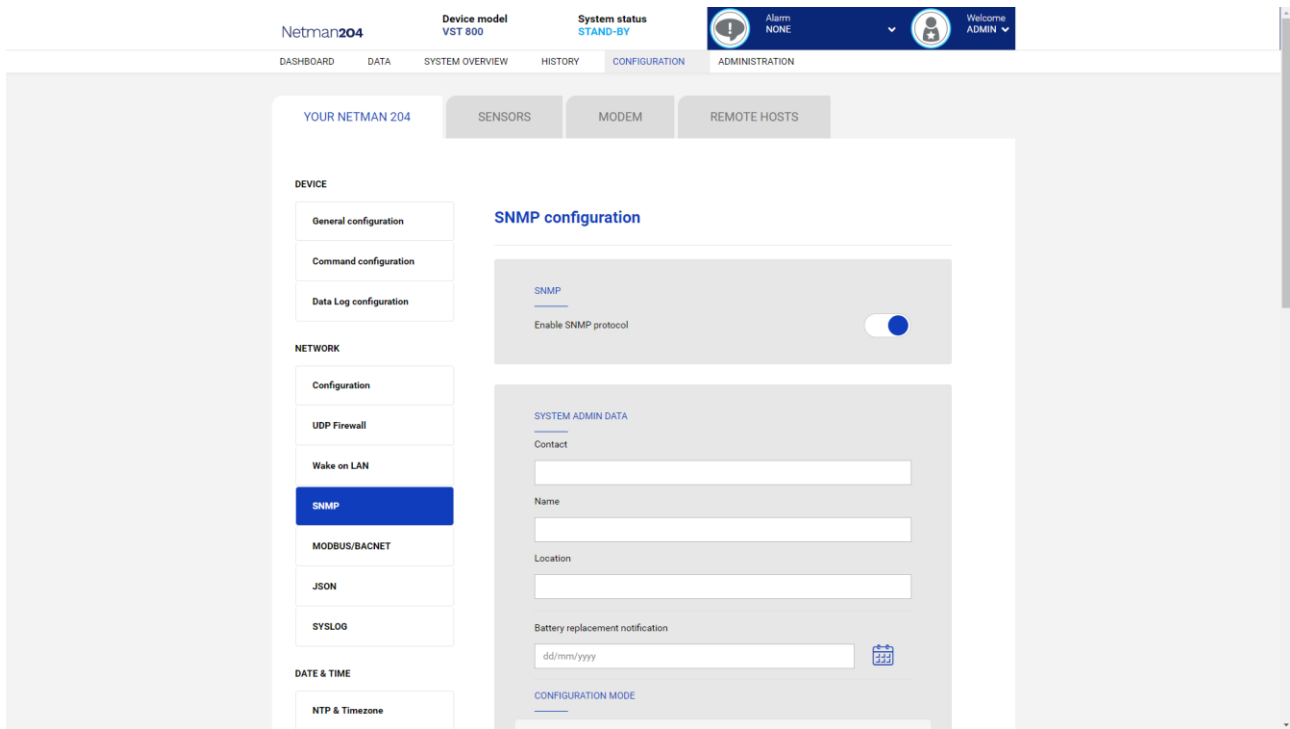 Netman204
Device model
VST 800
System status
STAND-BY
Alarm
NONE
Welcome
ADMIN
DASHBOARD DATA SYSTEM OVERVIEW HISTORY CONFIGURATION ADMINISTRATION
YOUR NETMAN 204 SENSORS MODEM REMOTE HOSTS
DEVICE
General configuration
Command configuration
Data Log configuration
NETWORK
Configuration
UDP Firewall
Wake on LAN
SNMP
MODBUS/BACNET
JSON
SYSLOG
DATE & TIME
NTP & Timezone
SNMP configuration
SNMP
Enable SNMP protocol
SYSTEM ADMIN DATA
Contact
Name
Location
Battery replacement notification
dd/mm/yyyy
CONFIGURATION MODE